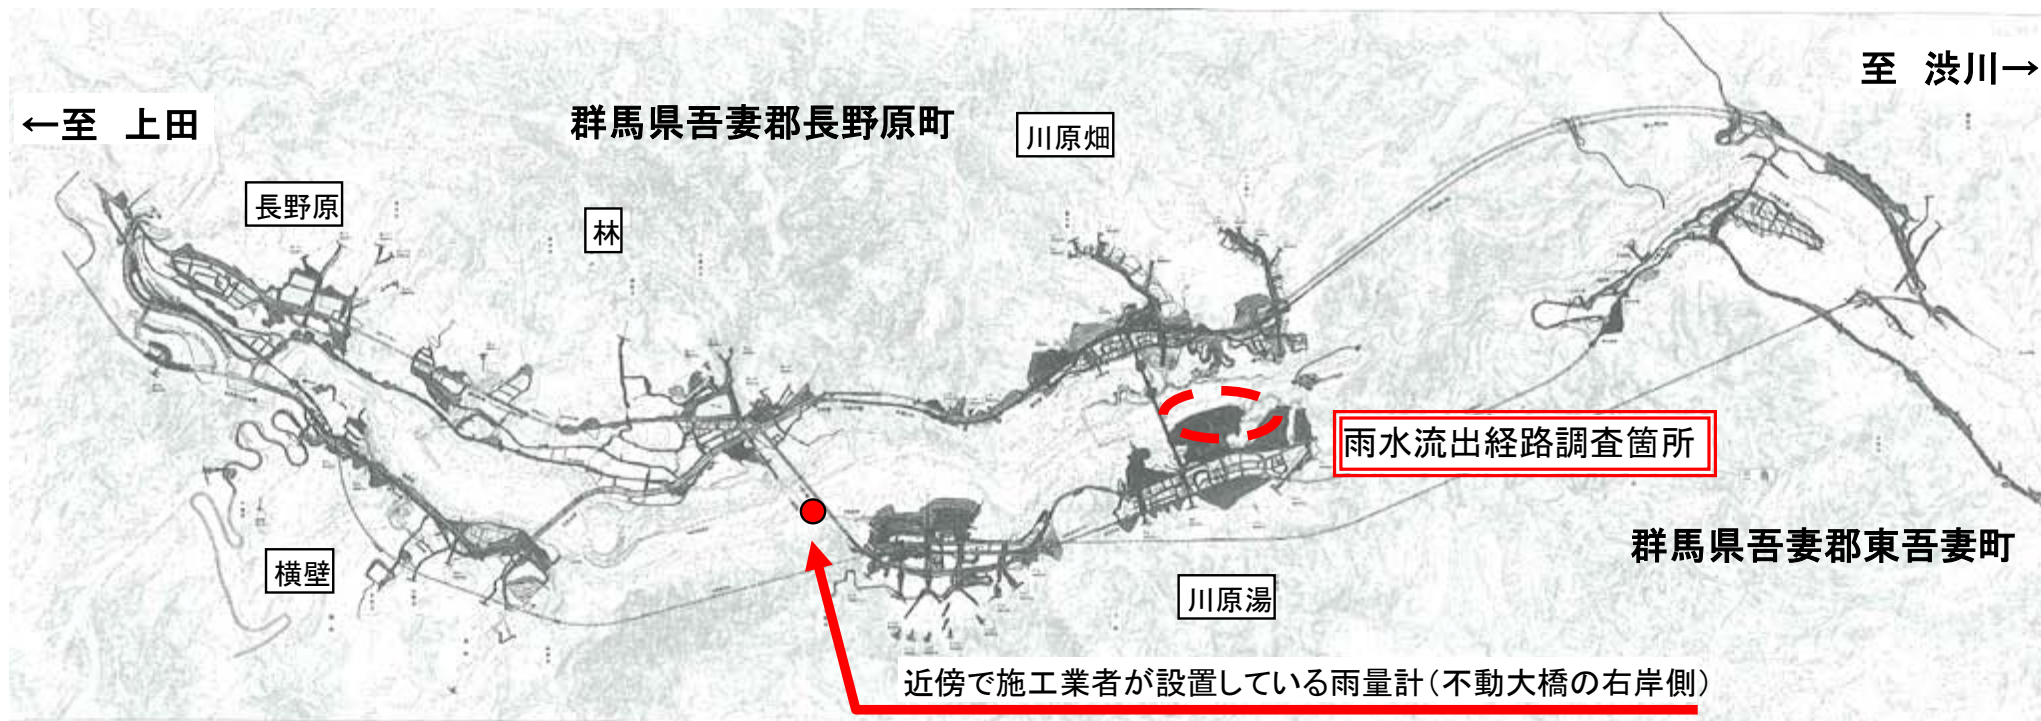 至　渋川→
←至　上田
群馬県吾妻郡長野原町
川原畑
長野原
林
雨水流出経路調査箇所
群馬県吾妻郡東吾妻町
横壁
川原湯
近傍で施工業者が設置している雨量計（不動大橋の右岸側）